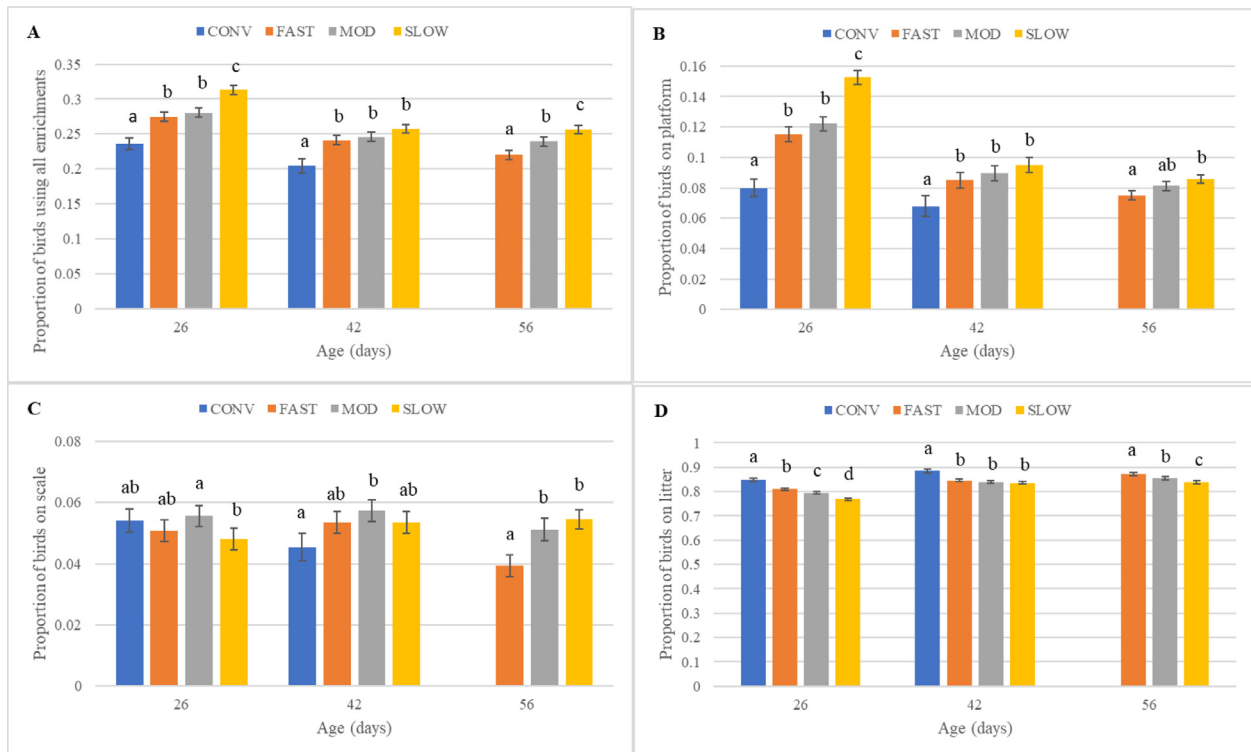 A
CONV FAST MOD SLOW
Proportion of birds using all enrichments
0.35
0.3
0.25
0.2
0.15
0.1
0.05
0
a b b c
a b b b
a b c
26 42 56
Age (days)
B
CONV FAST MOD SLOW
Proportion of birds on platform
0.16
0.14
0.12
0.1
0.08
0.06
0.04
0.02
0
a b b c
a b b b
a ab b
26 42 56
Age (days)
C
CONV FAST MOD SLOW
Proportion of birds on scale
0.08
0.06
0.04
0.02
0
ab ab a b
a ab b ab
a b b
26 42 56
Age (days)
D
CONV FAST MOD SLOW
Proportion of birds on litter
1
0.9
0.8
0.7
0.6
0.5
0.4
0.3
0.2
0.1
0
a b c d
a b b b
a b c
26 42 56
Age (days)